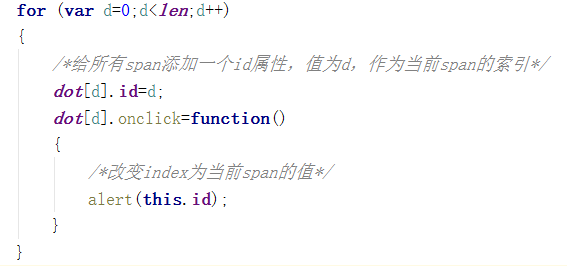 for (var d=0;d<len;d++)
{
/*给所有span添加一个id属性，值为d，作为当前span的索引*/
dot[d].id=d;
dot[d].onclick=function()
{
/*改变index为当前span的值*/
alert(this.id);
}
}